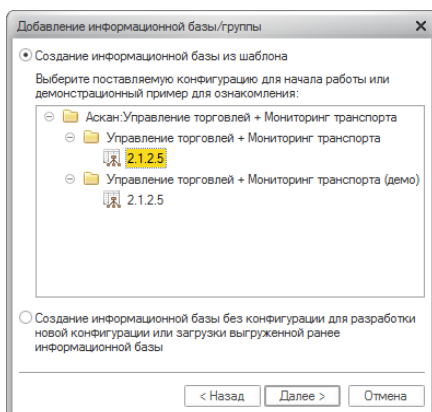 Добавление информационной базы/группы
Создание информационной базы из шаблона
Выберите поставляемую конфигурацию для начала работы или
демонстрационный пример для ознакомления:
Аскан:Управление торговлей + Мониторинг транспорта
Управление торговлей + Мониторинг транспорта
2.1.2.5
Управление торговлей + Мониторинг транспорта (демо)
2.1.2.5
Создание информационной базы без конфигурации для разработки
новой конфигурации или загрузки выгруженной ранее
информационной базы
< Назад Далее > Отмена